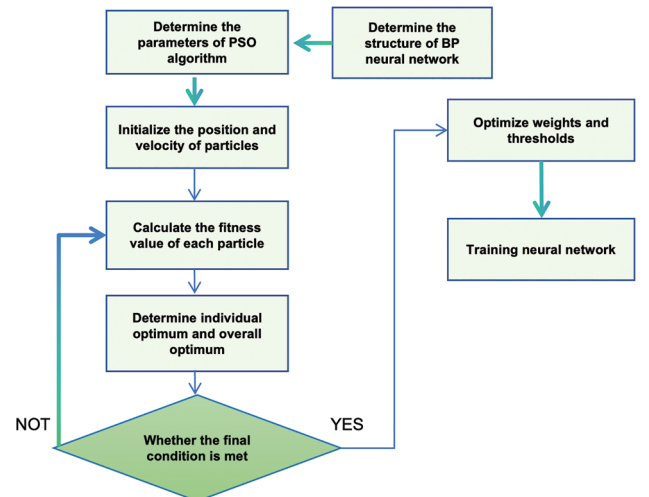 Determine the
parameters of PSO
algorithm
Determine the
structure of BP
neural network
Initialize the position and
velocity of particles
Optimize weights and
thresholds
Calculate the fitness
value of each particle
Training neural network
Determine individual
optimum and overall
optimum
NOT
YES
Whether the final
condition is met